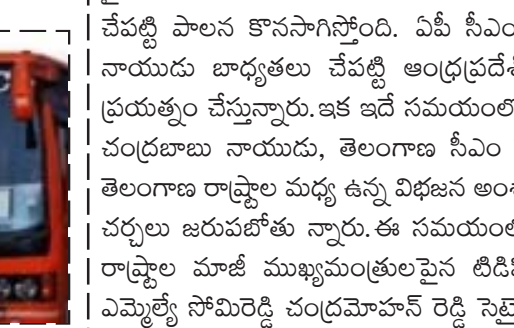 చేపట్టి పాలన కొనసాగిస్తోంది. ఏపీ సీఎం
నాయుడు బాధ్యతలు చేపట్టి ఆంధ్రప్రదేశ్
ప్రయత్నం చేస్తున్నారు.ఇక ఇదే సమయంలో
చంద్రబాబు నాయుడు, తెలంగాణ సీఎం
తెలంగాణ రాష్ట్రాల మధ్య ఉన్న విభజన
చర్చలు జరుపబోతు న్నారు.ఈ
రాష్ట్రాల మాజీ ముఖ్యమంత్రులపైన
ఎమ్మెల్యే సోమిరెడ్డి చంద్రమోహన్ రెడ్డి